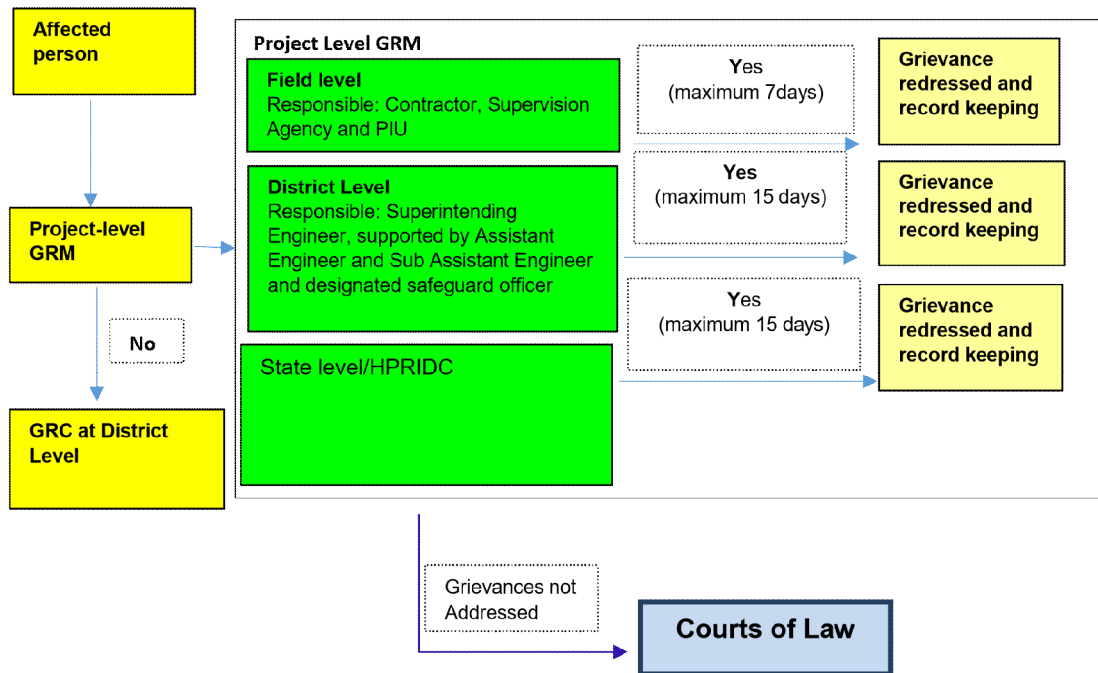 Affected
person
Project-level
GRM
No
GRC at District
Level
Project Level GRM
Field level
Responsible: Contractor, Supervision
Agency and PIU
Yes
(maximum 7days)
Grievance
redressed and
record keeping
District Level
Responsible: Superintending
Engineer, supported by Assistant
Engineer and Sub Assistant Engineer
and designated safeguard officer
Yes
(maximum 15 days)
Grievance
redressed and
record keeping
State level/HPRIDC
Yes
(maximum 15 days)
Grievance
redressed and
record keeping
Grievances not
Addressed
Courts of Law